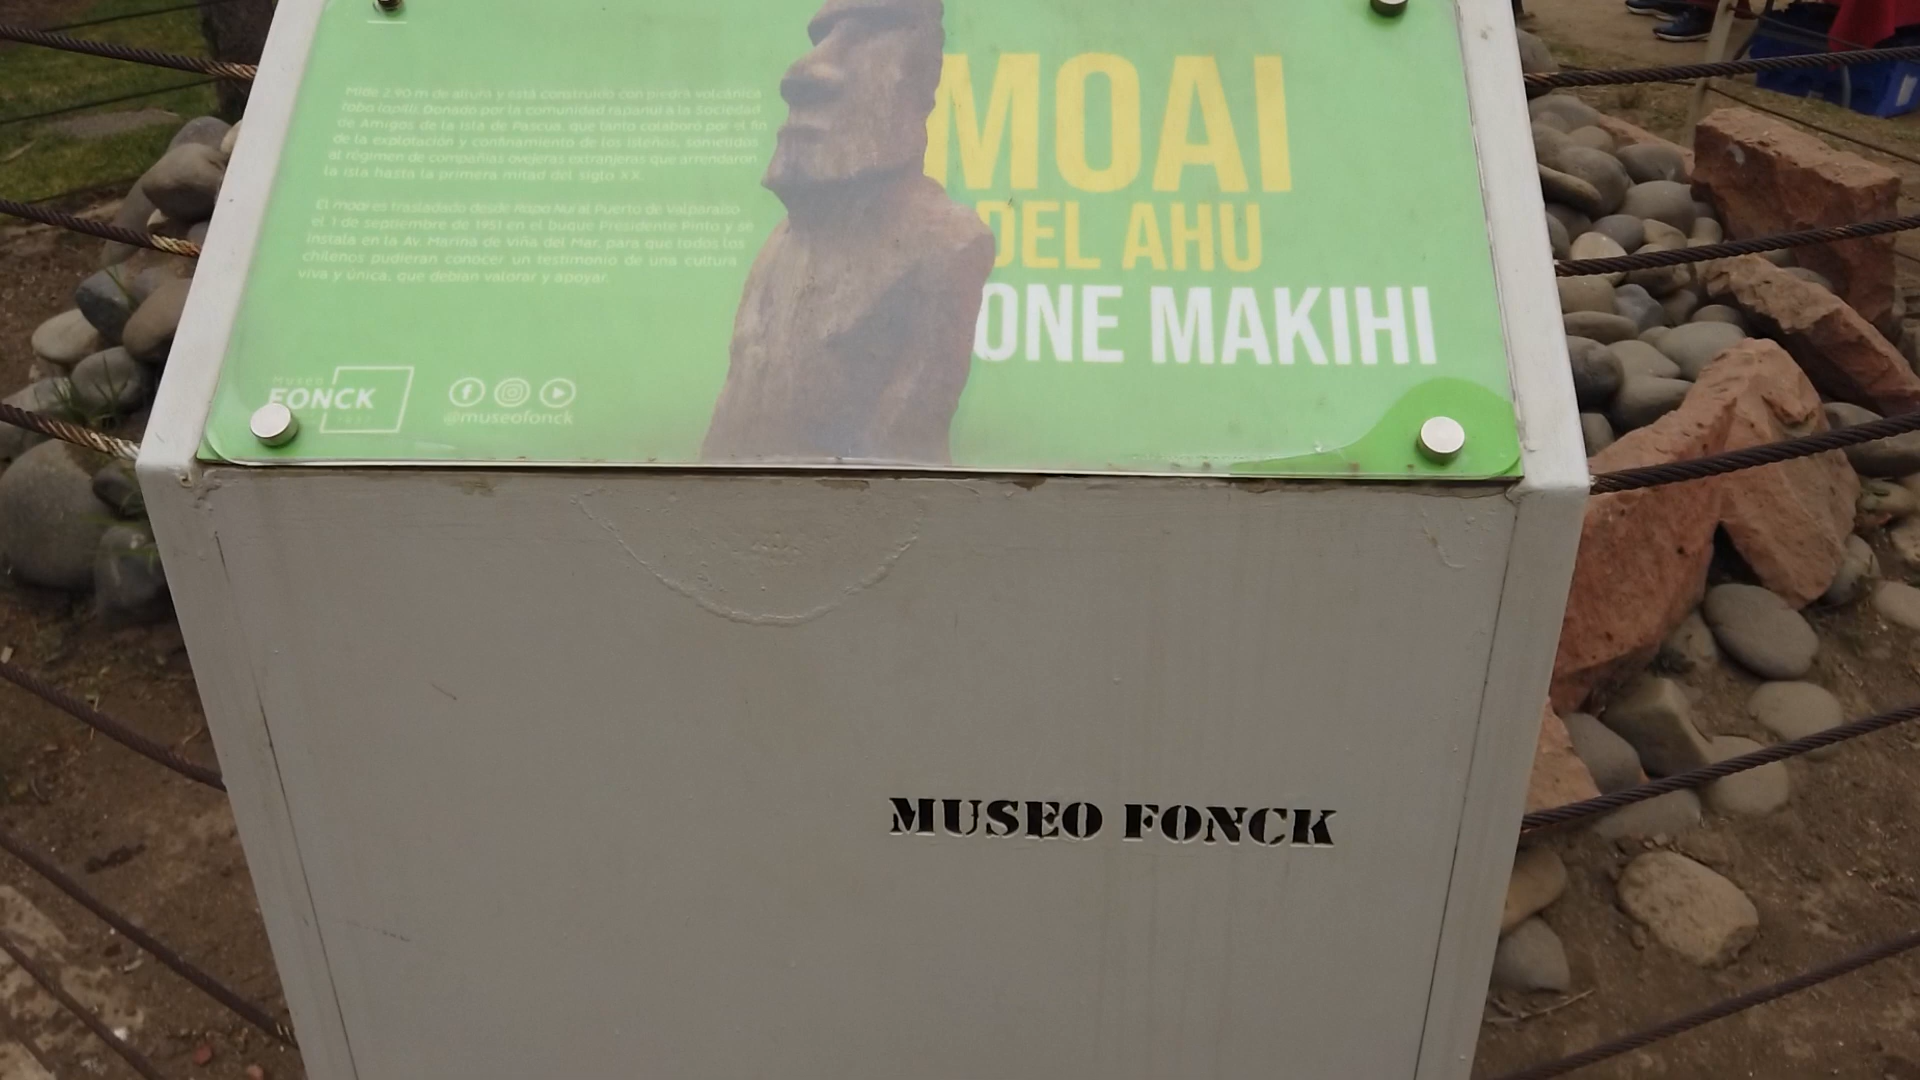 Mide 2.90 m de altura y está construido con piedra volcánica
toba lapilli. Donado por la comunidad rapanui a la Sociedad
de Amigos de la Isla de Pascua, que tanto colaboró por el fin
de la explotación y confinamiento de los isleños, sometidos
al régimen de compañías ovejeras extranjeras que arrendaron
la isla hasta la primera mitad del siglo XX.
El moai es trasladado desde Rapa Nui al Puerto de Valparaíso
el 1 de septiembre de 1951 en el buque Presidente Pinto y se
instala en la Av. Marina de Viña del Mar, para que todos los
chilenos pudieran conocer un testimonio de una cultura
viva y única, que debían valorar y apoyar.
MOAI
DEL AHU
ONE MAKIHI
MUSEO
FONCK
1937
@museofonck
MUSEO FONCK